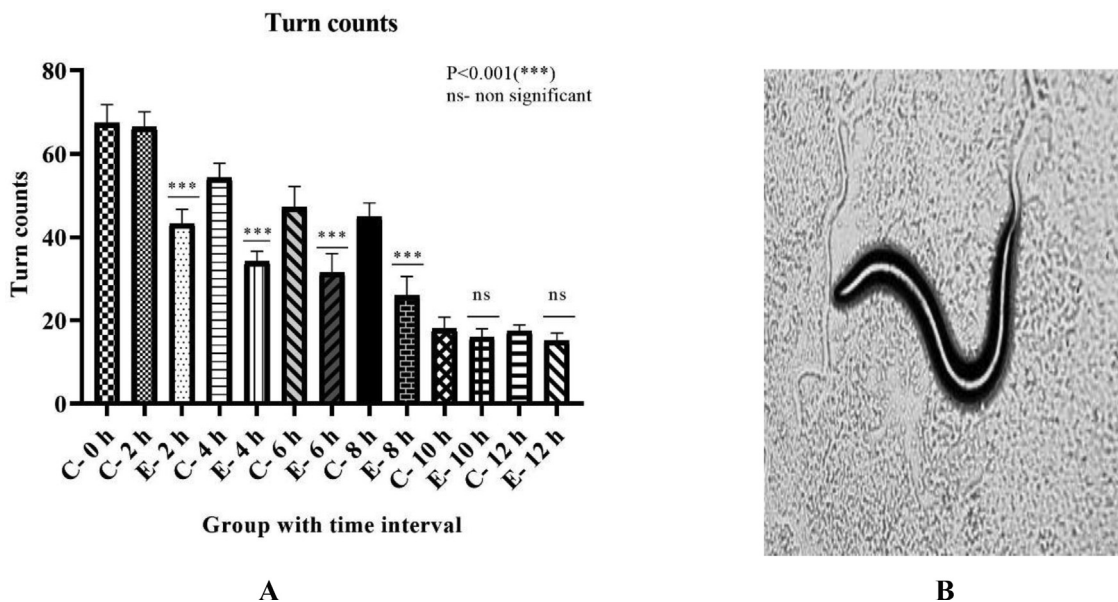 Turn counts
P<0.001(***)
ns- non significant
Turn counts
80
60
40
20
0
***
***
***
***
ns
ns
C- 0 h
C- 2 h
E- 2 h
C- 4 h
E- 4 h
C- 6 h
E- 6 h
C- 8 h
E- 8 h
C- 10 h
E- 10 h
C- 12 h
E- 12 h
Group with time interval
A
B